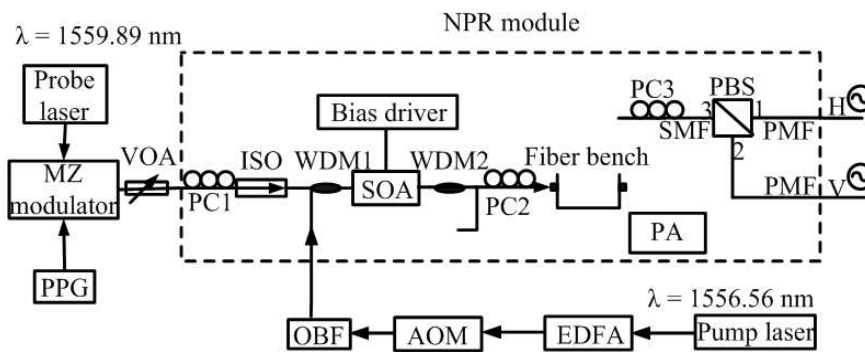 NPR module
λ = 1559.89 nm
Probe
laser
MZ
modulator
PPG
VOA
PC1
ISO
WDM1
Bias driver
SOA
WDM2
PC2
Fiber bench
PC3
3
SMF
PBS
1
2
PMF
H
PMF
V
PA
λ = 1556.56 nm
OBF
AOM
EDFA
Pump laser